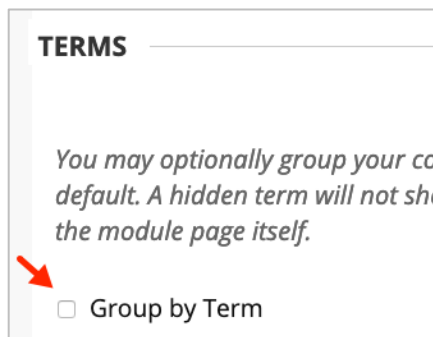 TERMS
You may optionally group your co
default. A hidden term will not sh
the module page itself.
Group by Term